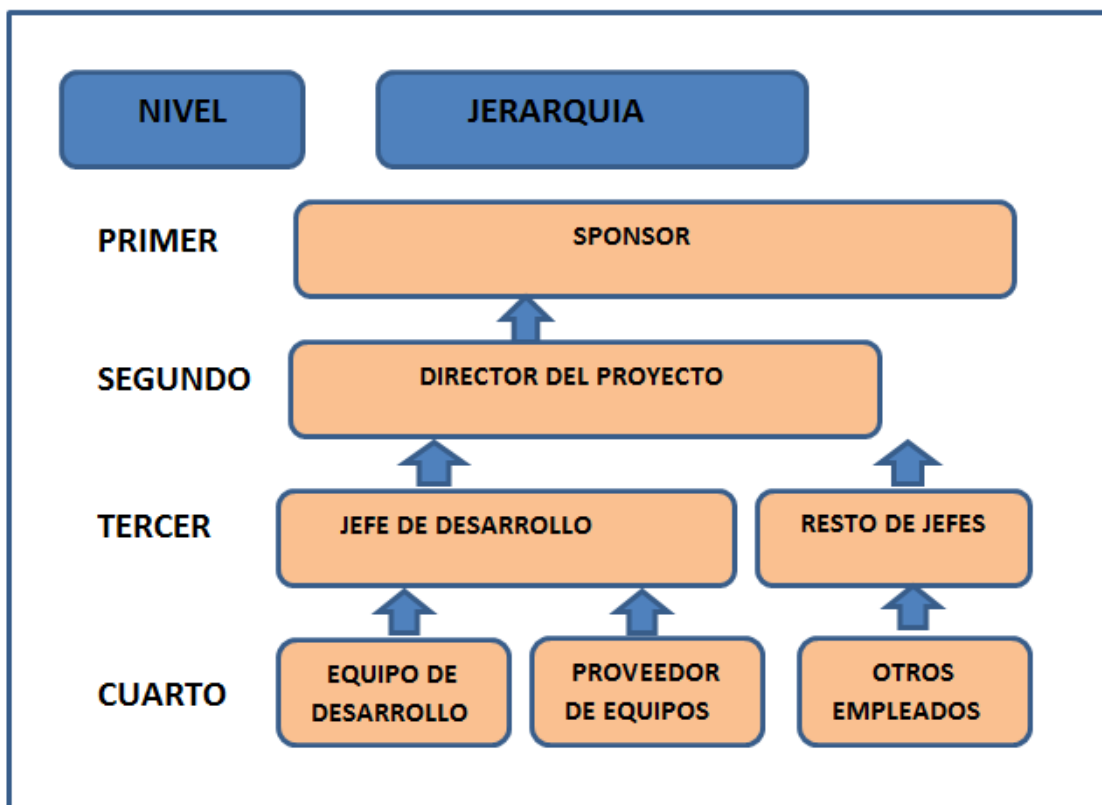 NIVEL
JERARQUIA
PRIMER
SPONSOR
SEGUNDO
DIRECTOR DEL PROYECTO
TERCER
JEFE DE DESARROLLO
RESTO DE JEFES
CUARTO
EQUIPO DE
DESARROLLO
PROVEEDOR
DE EQUIPOS
OTROS
EMPLEADOS